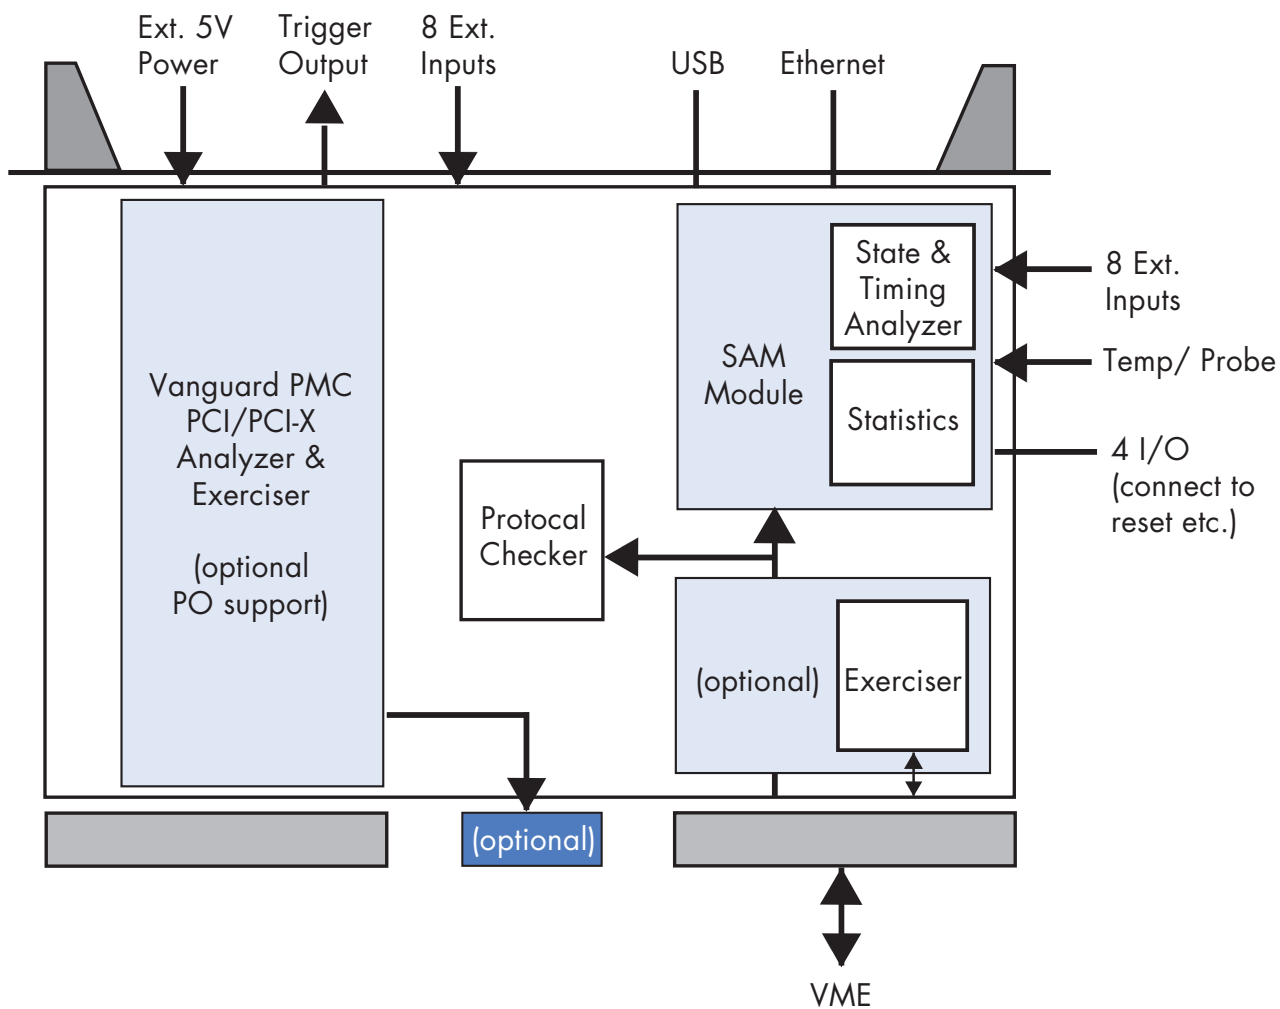 Ext. 5V
Power
Trigger
Output
8 Ext.
Inputs
USB
Ethernet
State &
Timing
Analyzer
8 Ext.
Inputs
SAM
Module
Temp/ Probe
Statistics
4 I/O
(connect to
reset etc.)
Vanguard PMC
PCI/PCI-X
Analyzer &
Exerciser
(optional
PO support)
Protocal
Checker
(optional)
Exerciser
(optional)
VME